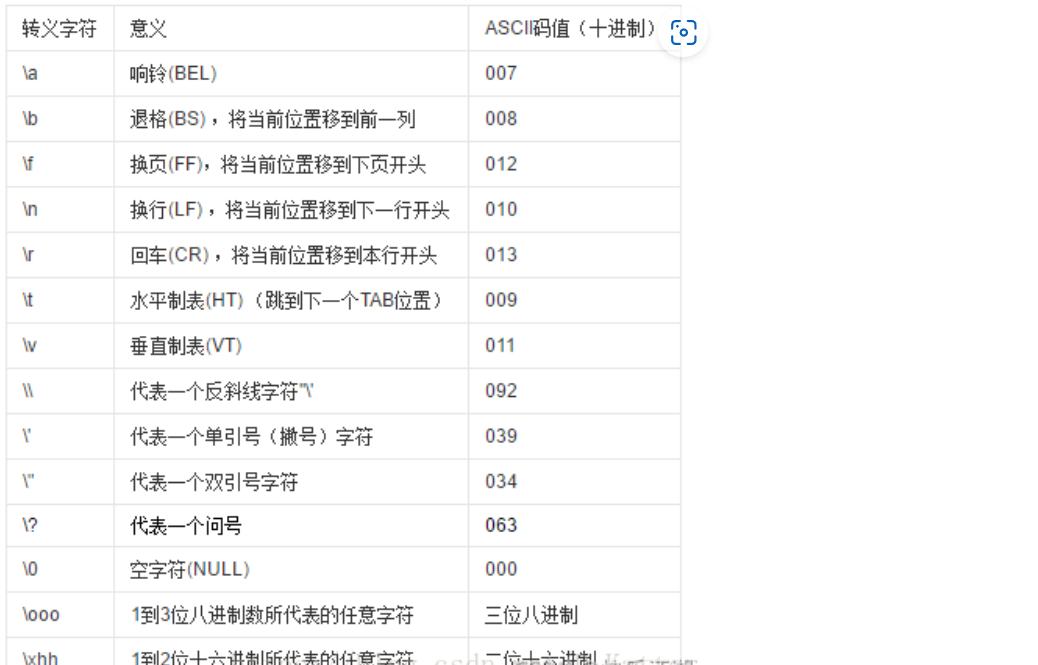 转义字符 意义 ASCII码值（十进制）
\a 响铃(BEL) 007
\b 退格(BS) ，将当前位置移到前一列 008
\f 换页(FF)，将当前位置移到下页开头 012
\n 换行(LF) ，将当前位置移到下一行开头 010
\r 回车(CR) ，将当前位置移到本行开头 013
\t 水平制表(HT) （跳到下一个TAB位置） 009
\v 垂直制表(VT) 011
\\ 代表一个反斜线字符"\' 092
\' 代表一个单引号（撇号）字符 039
\" 代表一个双引号字符 034
\? 代表一个问号 063
\0 空字符(NULL) 000
\ooo 1到3位八进制数所代表的任意字符 三位八进制
\xhh 1到2位十六进制所代表的任意字符 二位十六进制